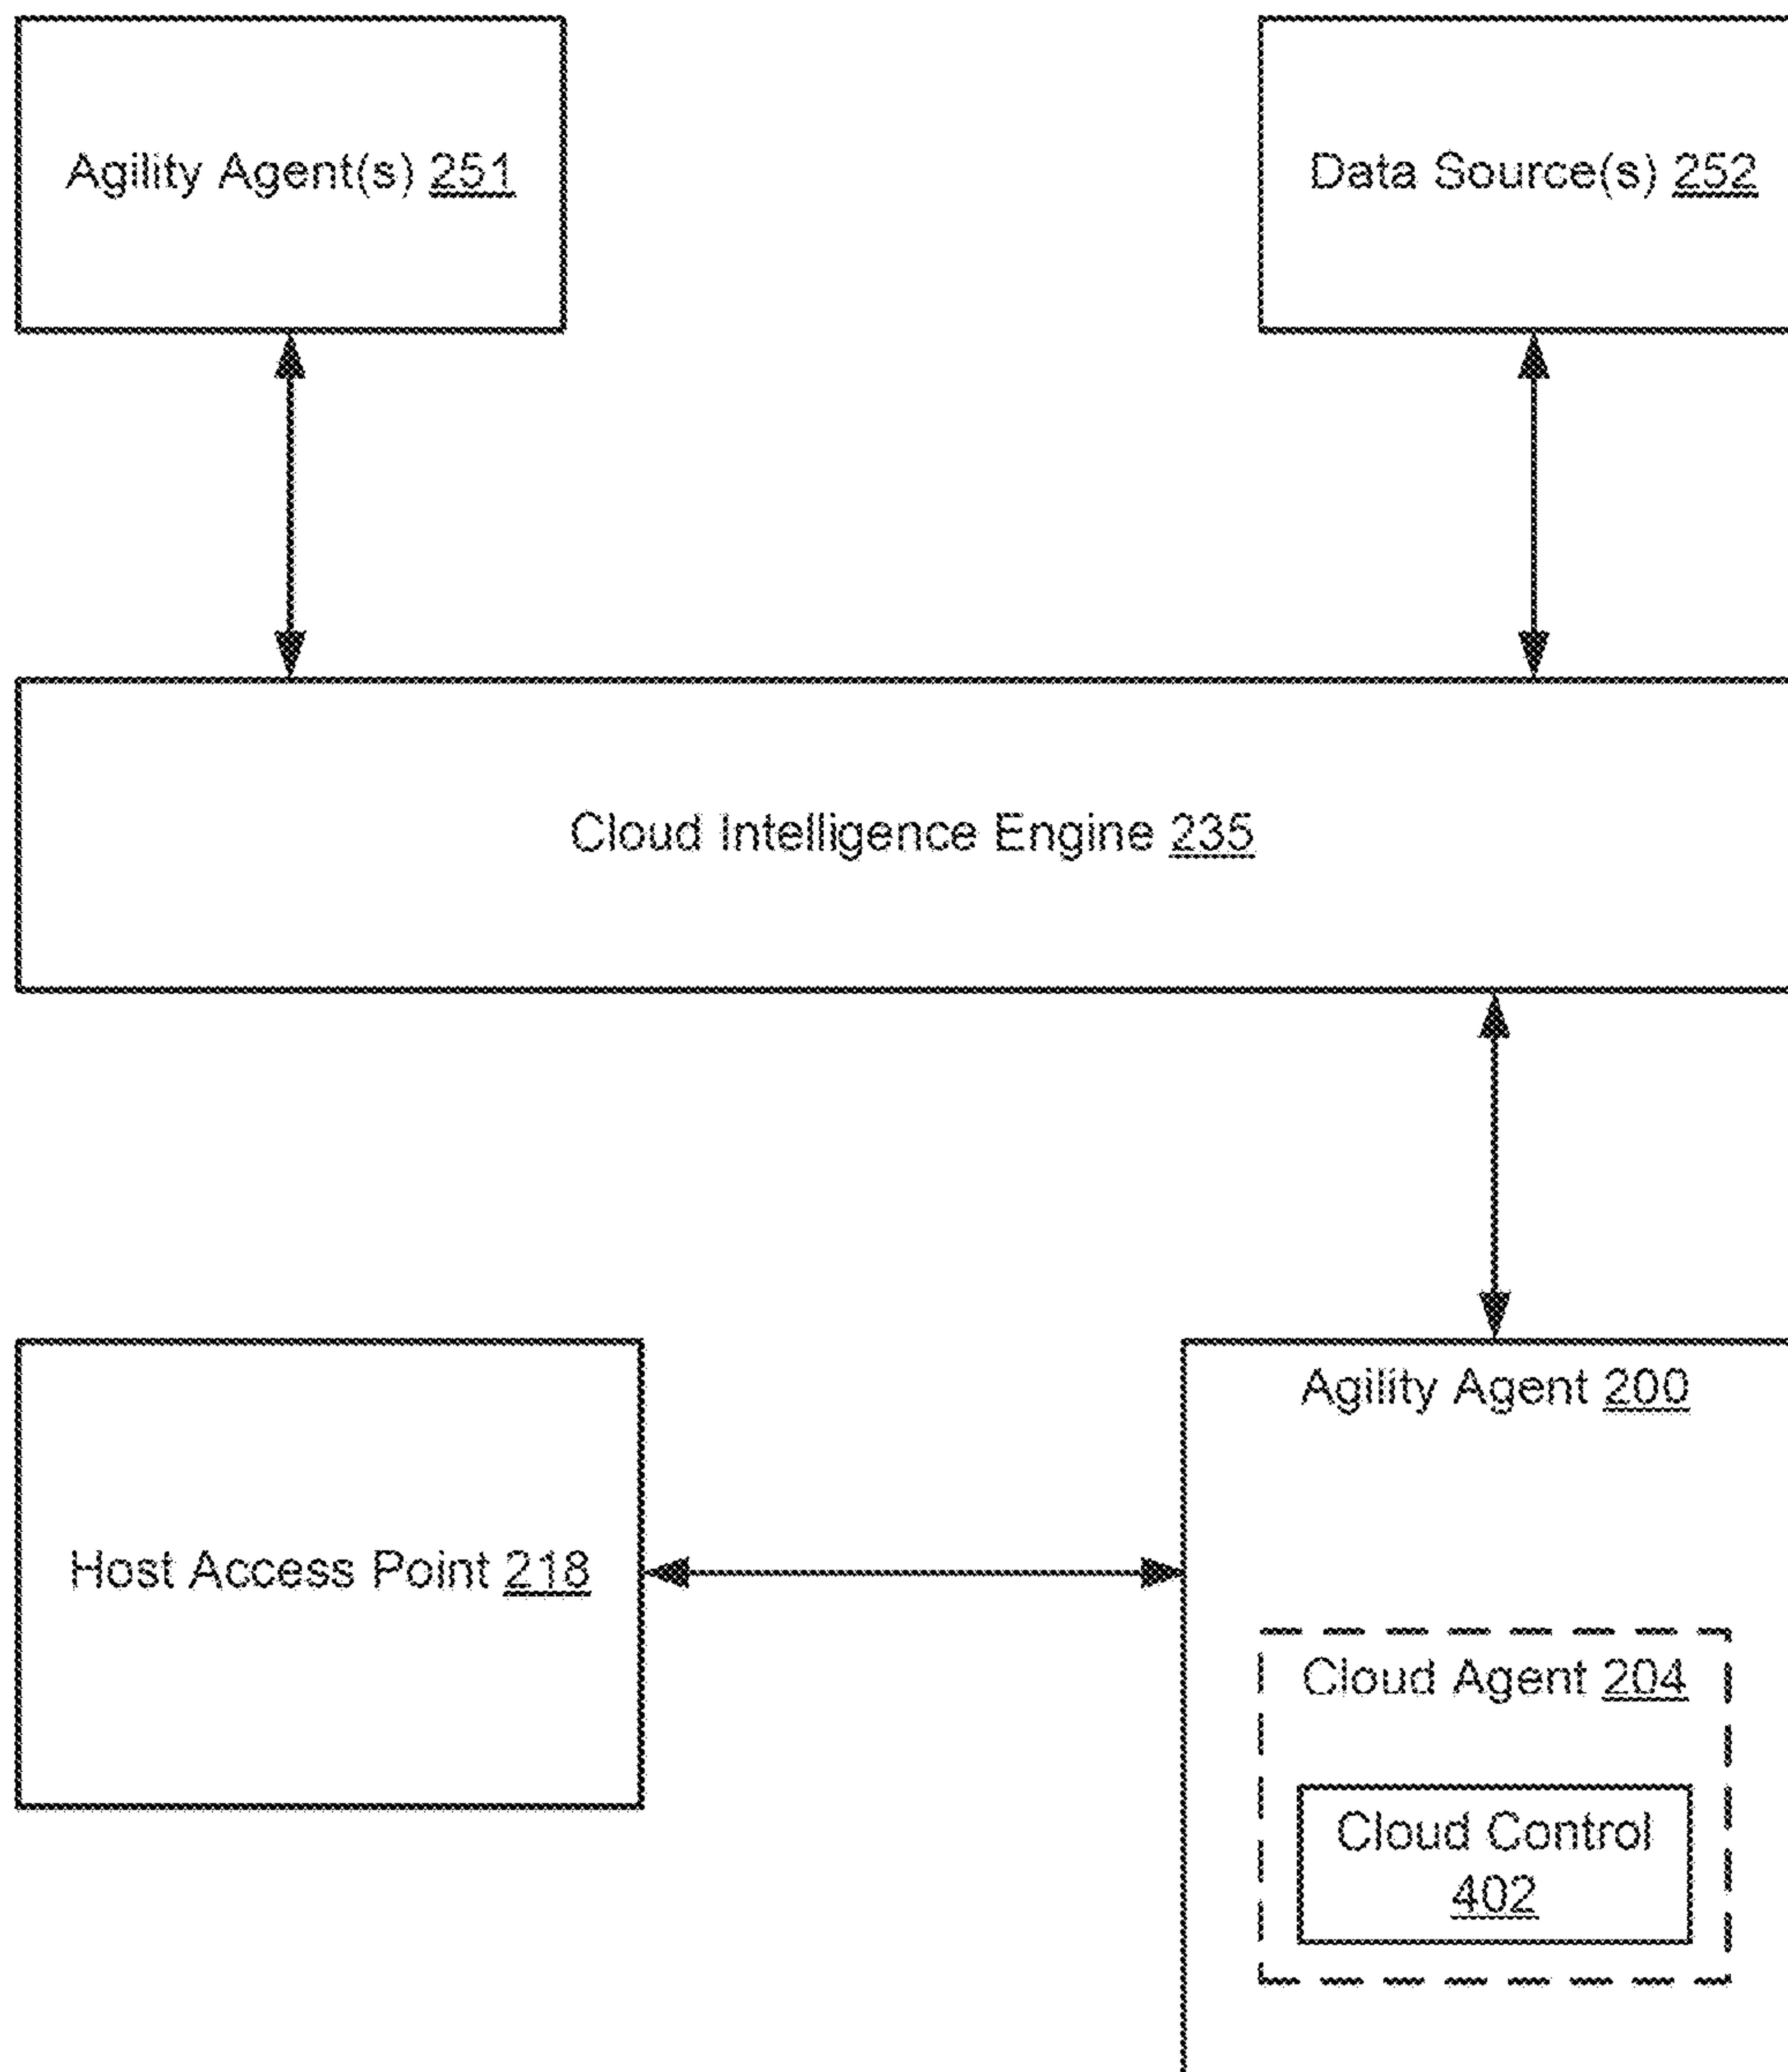 Agility Agent(s) 251
Data Source(s) 252
Cloud Intelligence Engine 235
Agility Agent 200
Host Access Point 218
Cloud Agent 204
Cloud Control
402